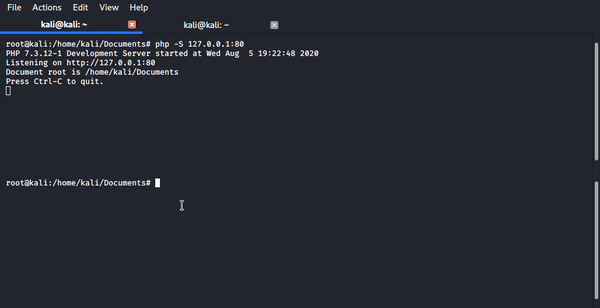 File Actions Edit View Help
kali@kali: ~ kali@kali: ~
root@kali:/home/kali/Documents# php -S 127.0.0.1:80
PHP 7.3.12-1 Development Server started at Wed Aug  5 19:22:48 2020
Listening on http://127.0.0.1:80
Document root is /home/kali/Documents
Press Ctrl-C to quit.
root@kali:/home/kali/Documents#